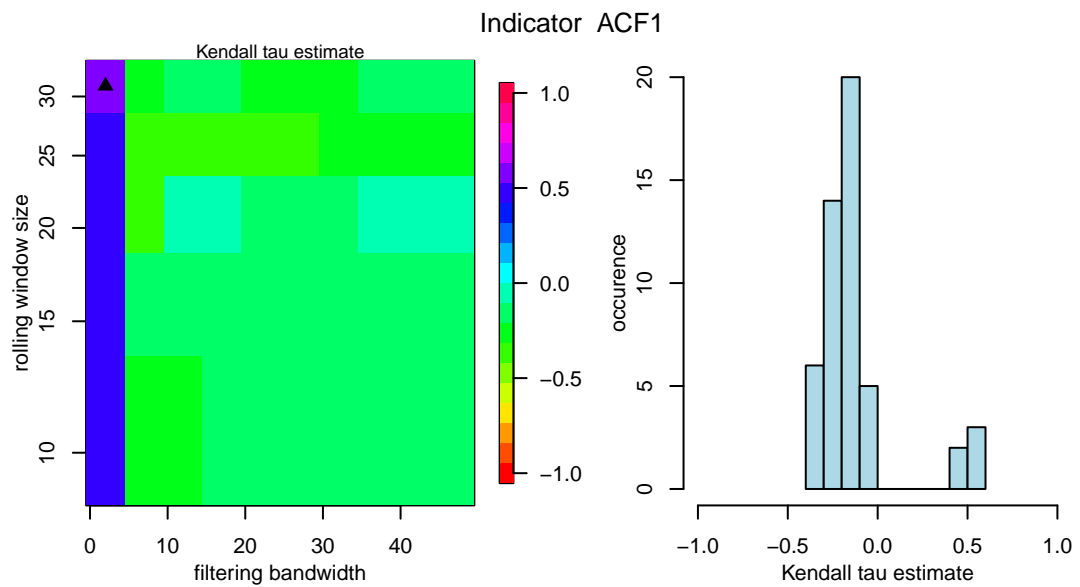 Indicator ACF1
Kendall tau estimate
rolling window size
30
25
20
15
10
0 10 20 30 40
filtering bandwidth
1.0
0.5
0.0
−0.5
−1.0
occurence
20
15
10
5
0
−1.0 −0.5 0.0 0.5 1.0
Kendall tau estimate